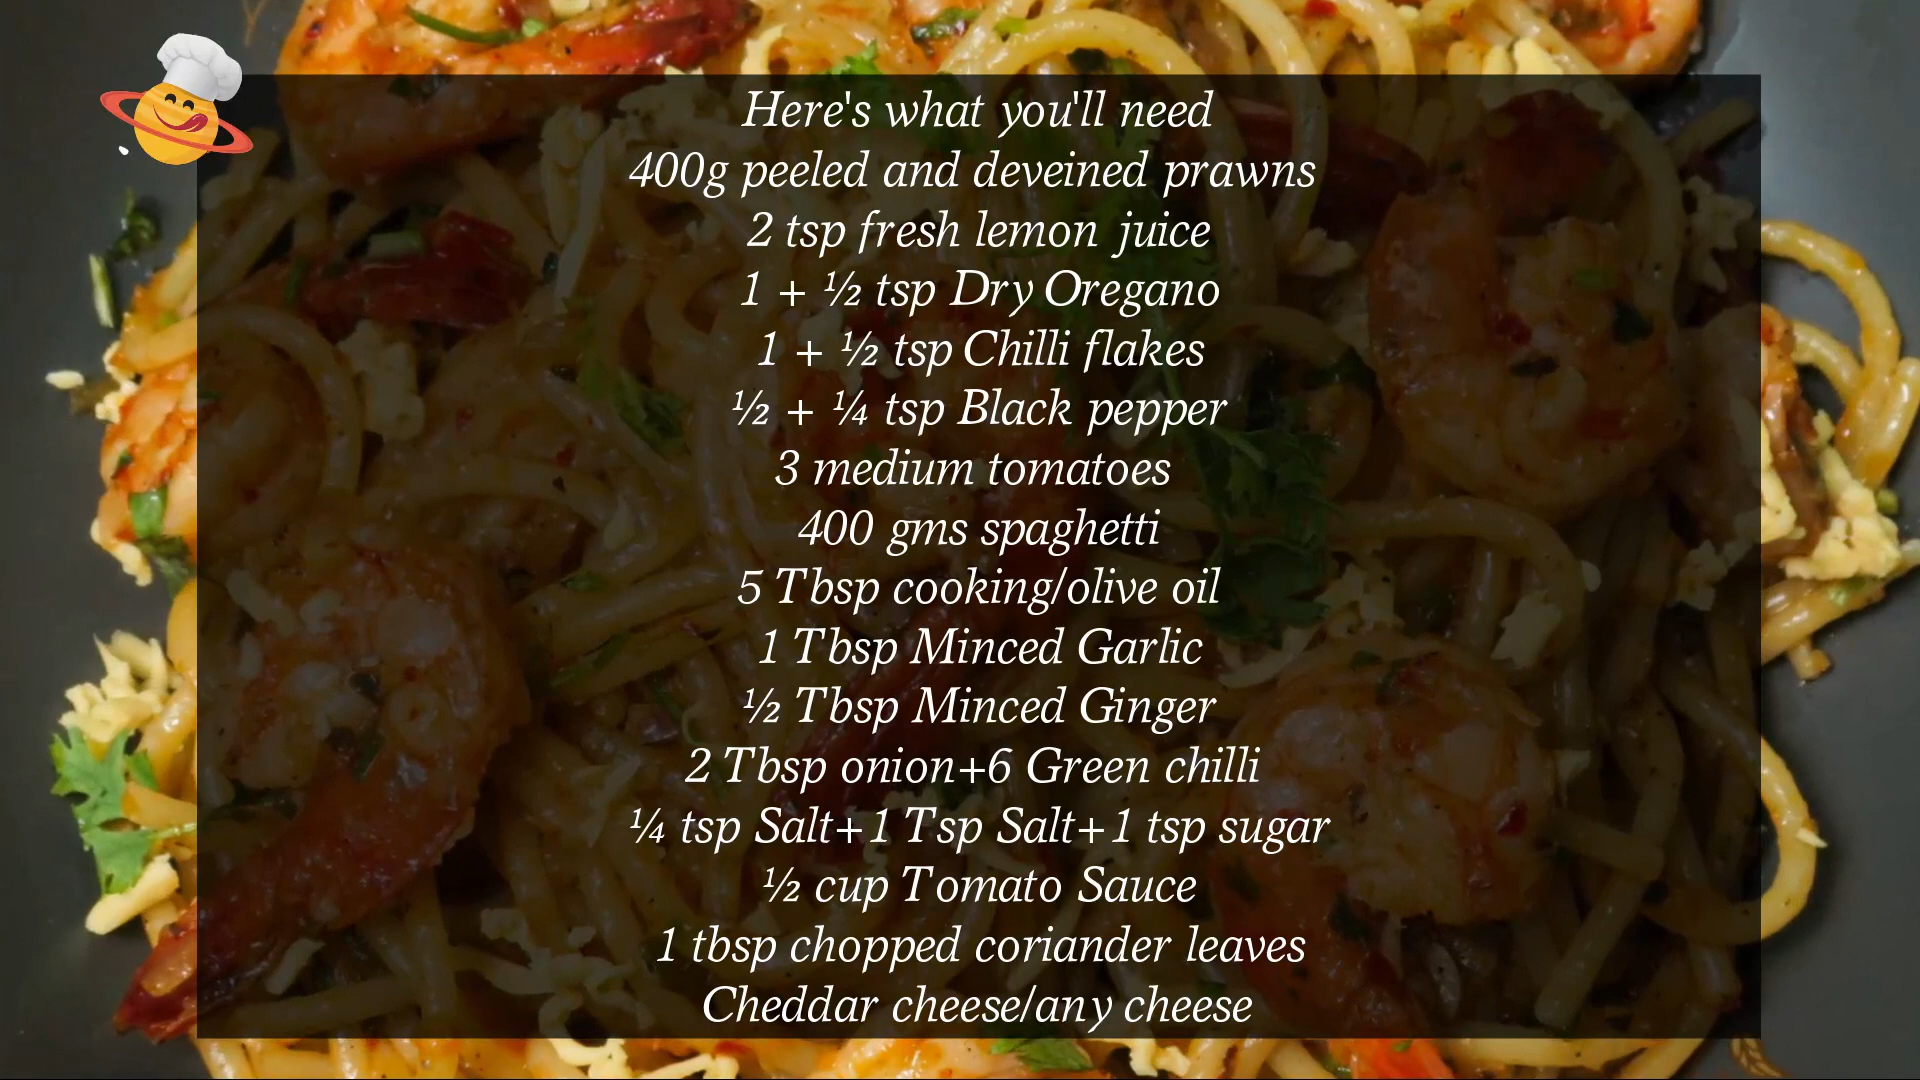 Here's what you'll need
400g peeled and deveined prawns
2 tsp fresh lemon juice
1 + ½ tsp Dry Oregano
1 + ½ tsp Chilli flakes
½ + ¼ tsp Black pepper
3 medium tomatoes
400 gms spaghetti
5 Tbsp cooking/olive oil
1 Tbsp Minced Garlic
½ Tbsp Minced Ginger
2 Tbsp onion+6 Green chilli
¼ tsp Salt+1 Tsp Salt+1 tsp sugar
½ cup Tomato Sauce
1 tbsp chopped coriander leaves
Cheddar cheese/any cheese